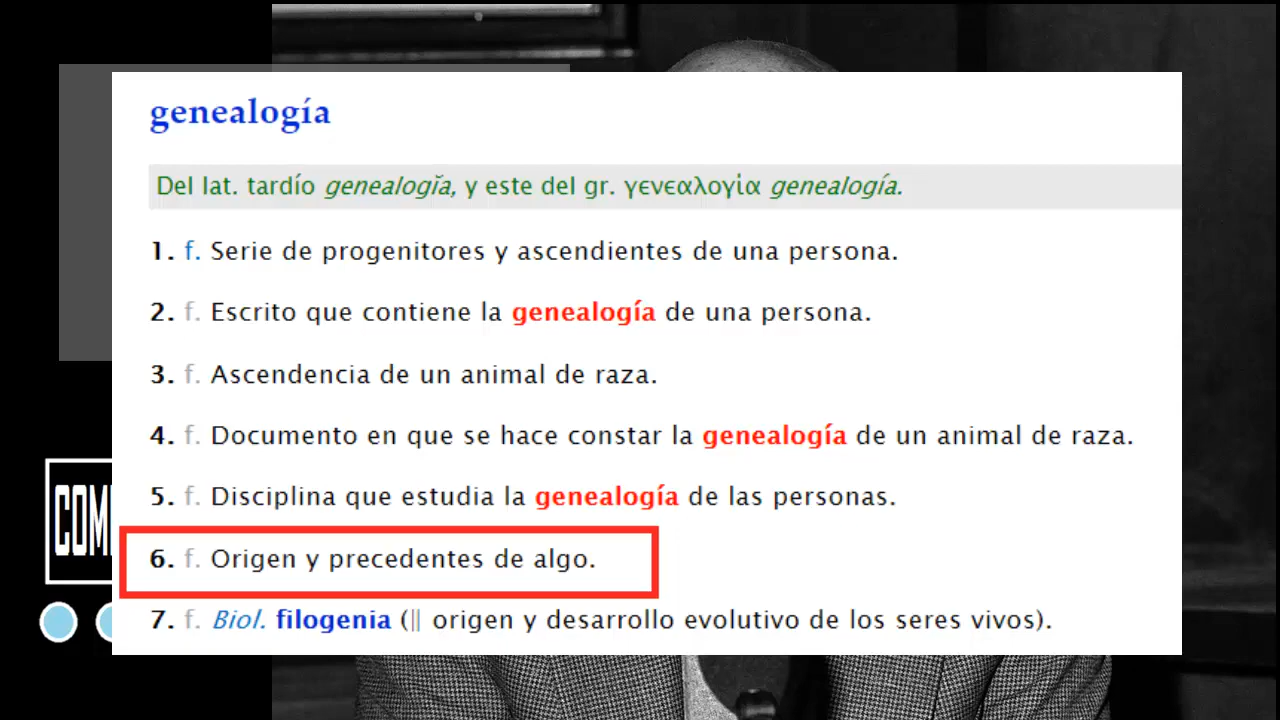 genealogía
Del lat. tardío genealogĭa, y este del gr. γενεαλογία genealogía.
1. f. Serie de progenitores y ascendientes de una persona.
2. f. Escrito que contiene la genealogía de una persona.
3. f. Ascendencia de un animal de raza.
4. f. Documento en que se hace constar la genealogía de un animal de raza.
5. f. Disciplina que estudia la genealogía de las personas.
COM
6. f. Origen y precedentes de algo.
7. f. Biol. filogenia (‖ origen y desarrollo evolutivo de los seres vivos).